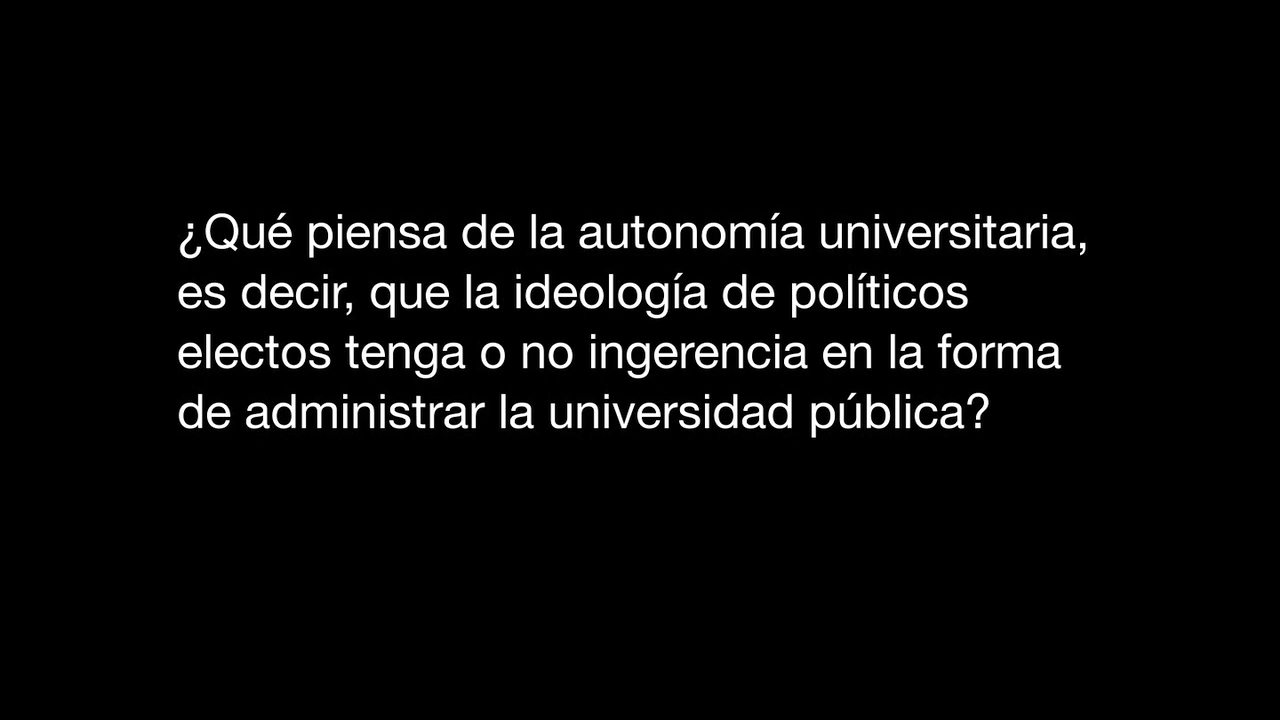 ¿Qué piensa de la autonomía universitaria,
es decir, que la ideología de políticos
electos tenga o no ingerencia en la forma
de administrar la universidad pública?